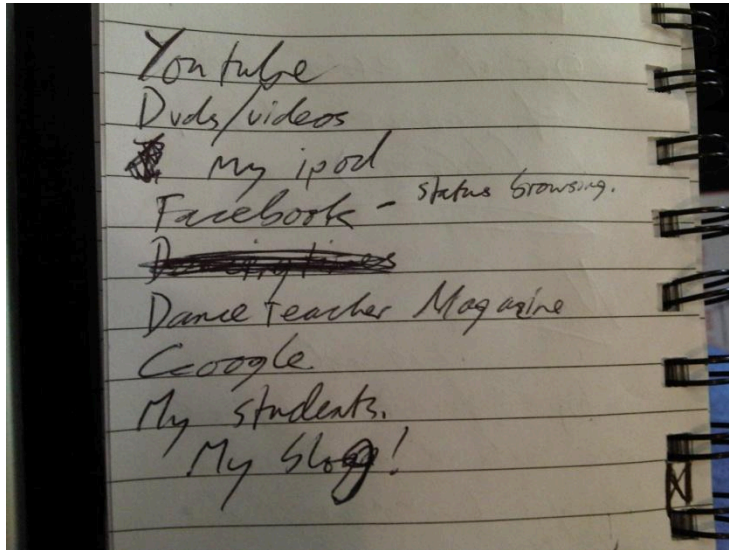 Youtube
Dvds/videos
My ipod
Facebook - status browsing.
Dance Teacher Magazine
Google
My students.
My blog!